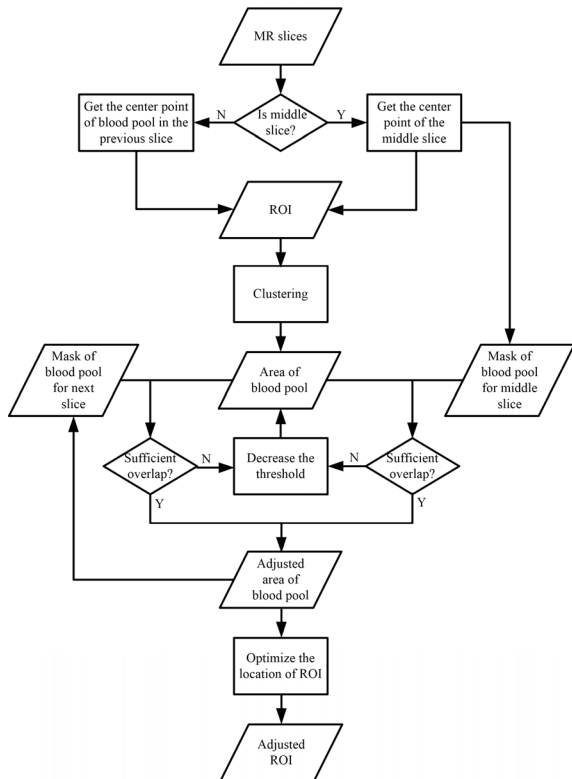 MR slices
Get the center
point of blood pool in the
previous slice
N
Is middle
slice?
Y
Get the center
point of the
middle slice
ROI
Clustering
Mask of
blood pool
for next
slice
Area of
blood pool
Mask of
blood pool
for middle
slice
Sufficient
overlap?
N
Y
Decrease the
threshold
N
Sufficient
overlap?
Y
Adjusted
area of
blood pool
Optimize the
location of ROI
Adjusted
ROI